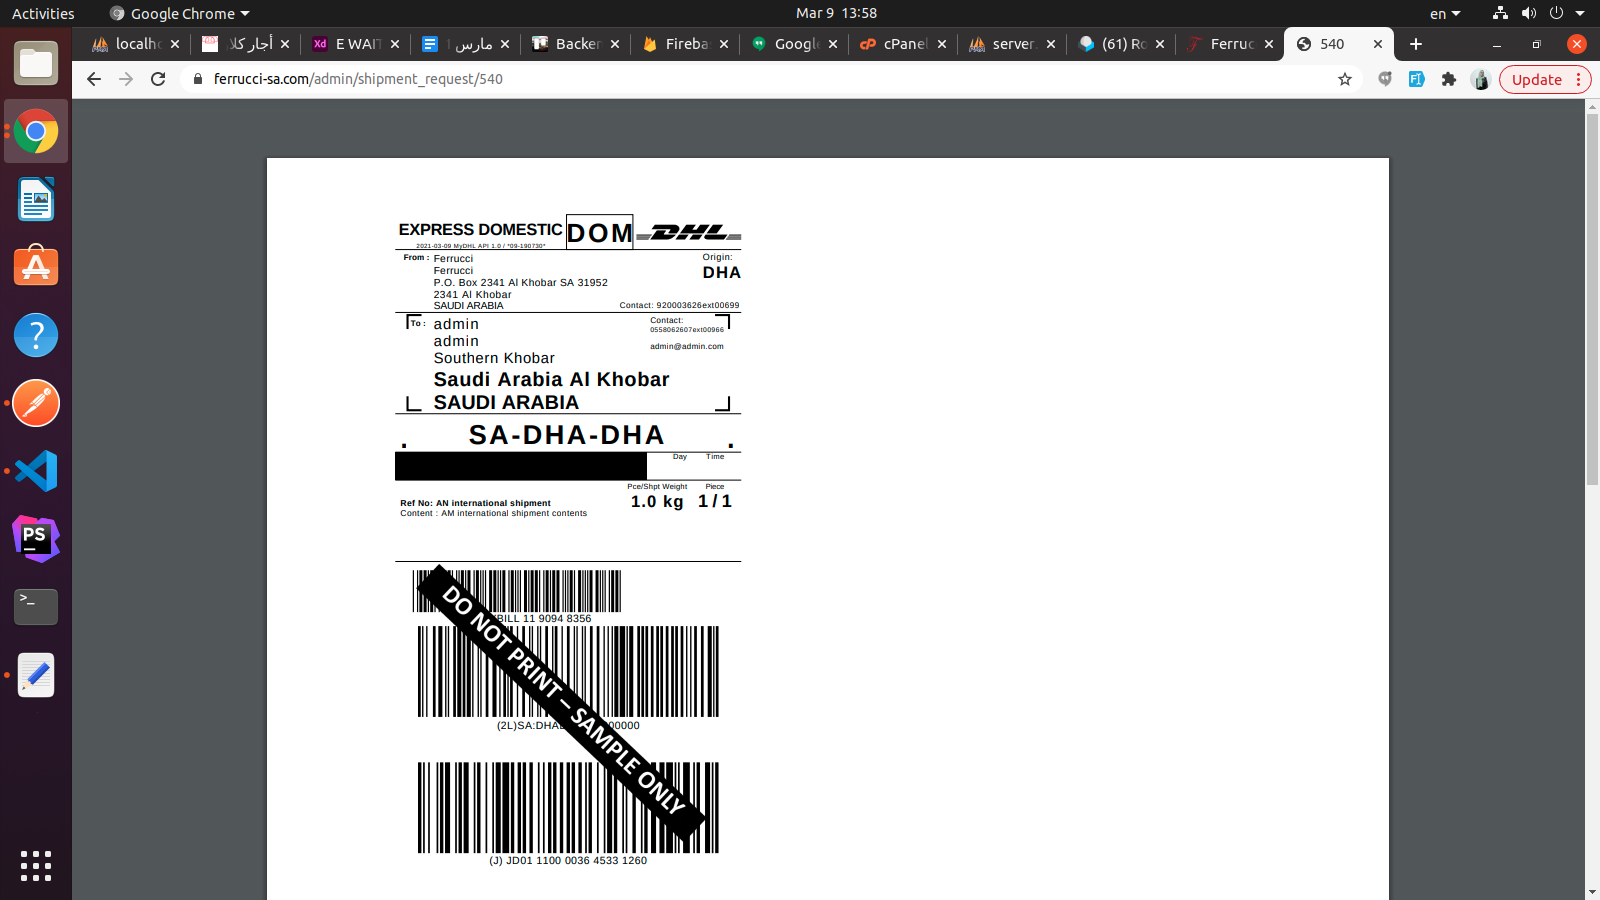 Activities
Google Chrome
Mar 9 13:58
en
localho
أجار كلا
E WAIT
مارس 1
Backer
Fireba
Google
cPanel
server.
(61) Ro
Ferruc
540
ferrucci-sa.com/admin/shipment_request/540
Update
EXPRESS DOMESTIC
DOM
DHL
2021-03-09 MyDHL API 1.0 / *09-190730*
From :
Ferrucci
Ferrucci
P.O. Box 2341 Al Khobar SA 31952
2341 Al Khobar
SAUDI ARABIA
Origin:
DHA
Contact: 920003626ext00699
To :
admin
admin
Southern Khobar
Saudi Arabia Al Khobar
SAUDI ARABIA
Contact:
0558062607ext00966
admin@admin.com
. SA-DHA-DHA .
Day Time
Pce/Shpt Weight Piece
1.0 kg 1 / 1
Ref No: AN international shipment
Content : AM international shipment contents
BILL 11 9094 8356
DO NOT PRINT – SAMPLE ONLY
(2L)SA:DHA 00000
(J) JD01 1100 0036 4533 1260